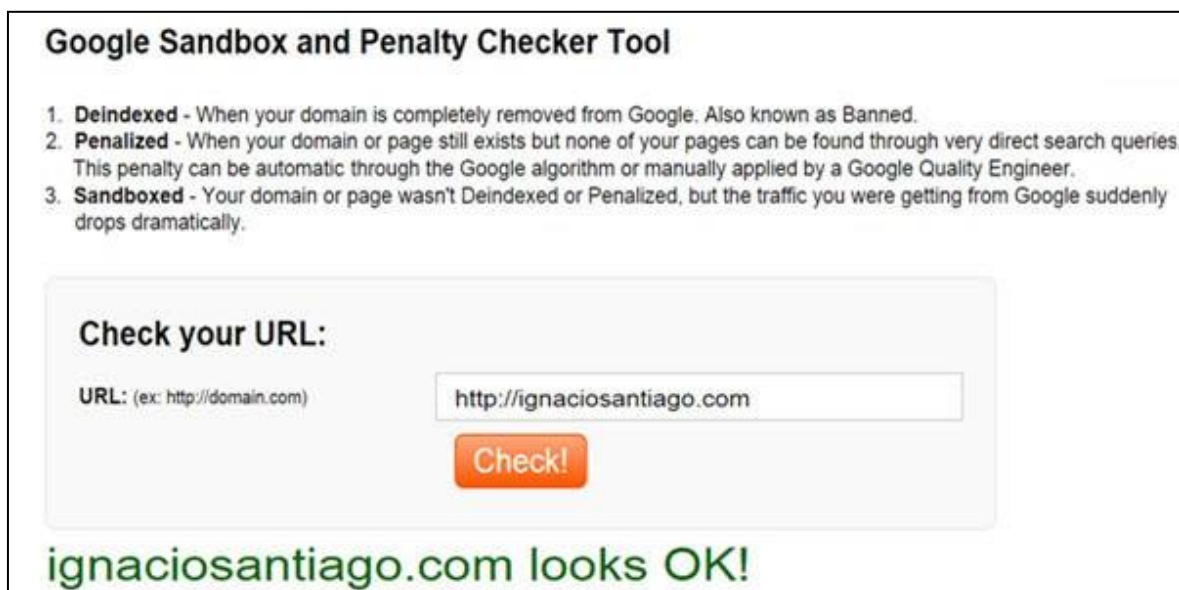 Google Sandbox and Penalty Checker Tool
1. Deindexed - When your domain is completely removed from Google. Also known as Banned.
2. Penalized - When your domain or page still exists but none of your pages can be found through very direct search queries.
This penalty can be automatic through the Google algorithm or manually applied by a Google Quality Engineer.
3. Sandboxed - Your domain or page wasn't Deindexed or Penalized, but the traffic you were getting from Google suddenly
drops dramatically.
Check your URL:
URL: (ex: http://domain.com) http://ignaciosantiago.com
Check!
ignaciosantiago.com looks OK!